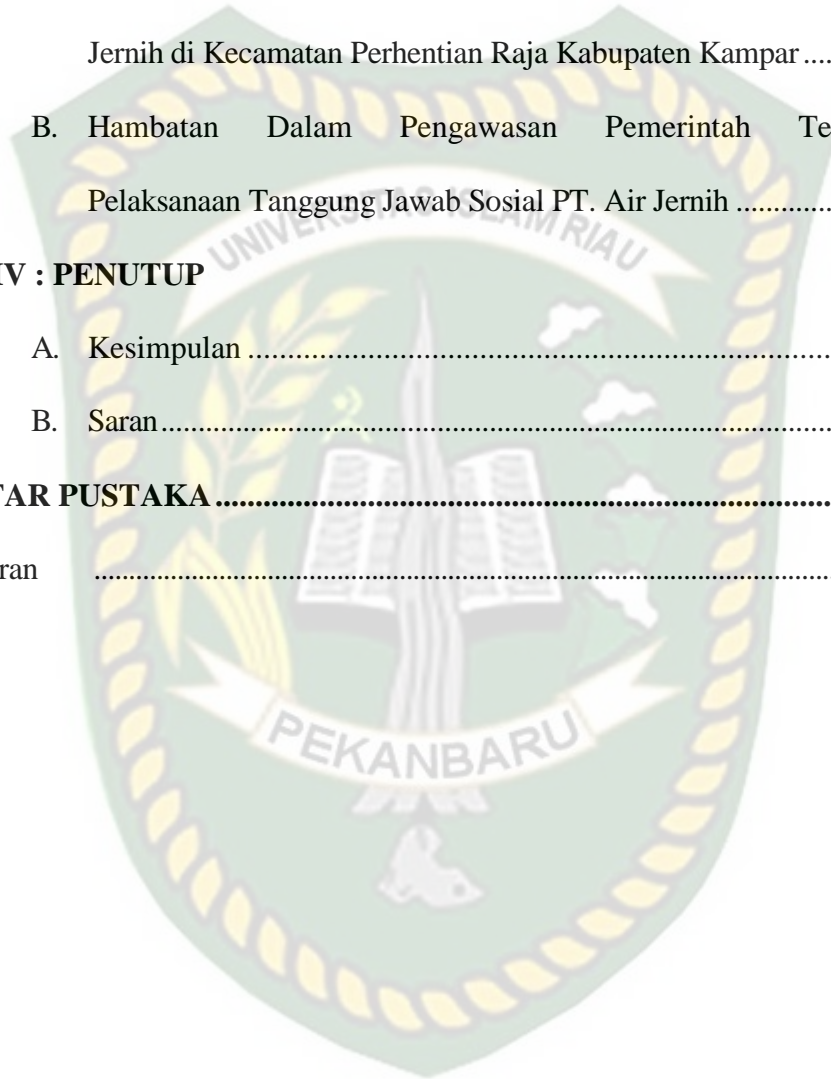 Jernih di Kecamatan Perhentian Raja Kabupaten Kampar ....
B. Hambatan Dalam Pengawasan Pemerintah Te
Pelaksanaan Tanggung Jawab Sosial PT. Air Jernih .............
UNIVERSITAS ISLAM RIAU
IV : PENUTUP
A. Kesimpulan ........................................................................
B. Saran...................................................................................
TAR PUSTAKA...........................................................................
ran ...........................................................................................
PEKANBARU